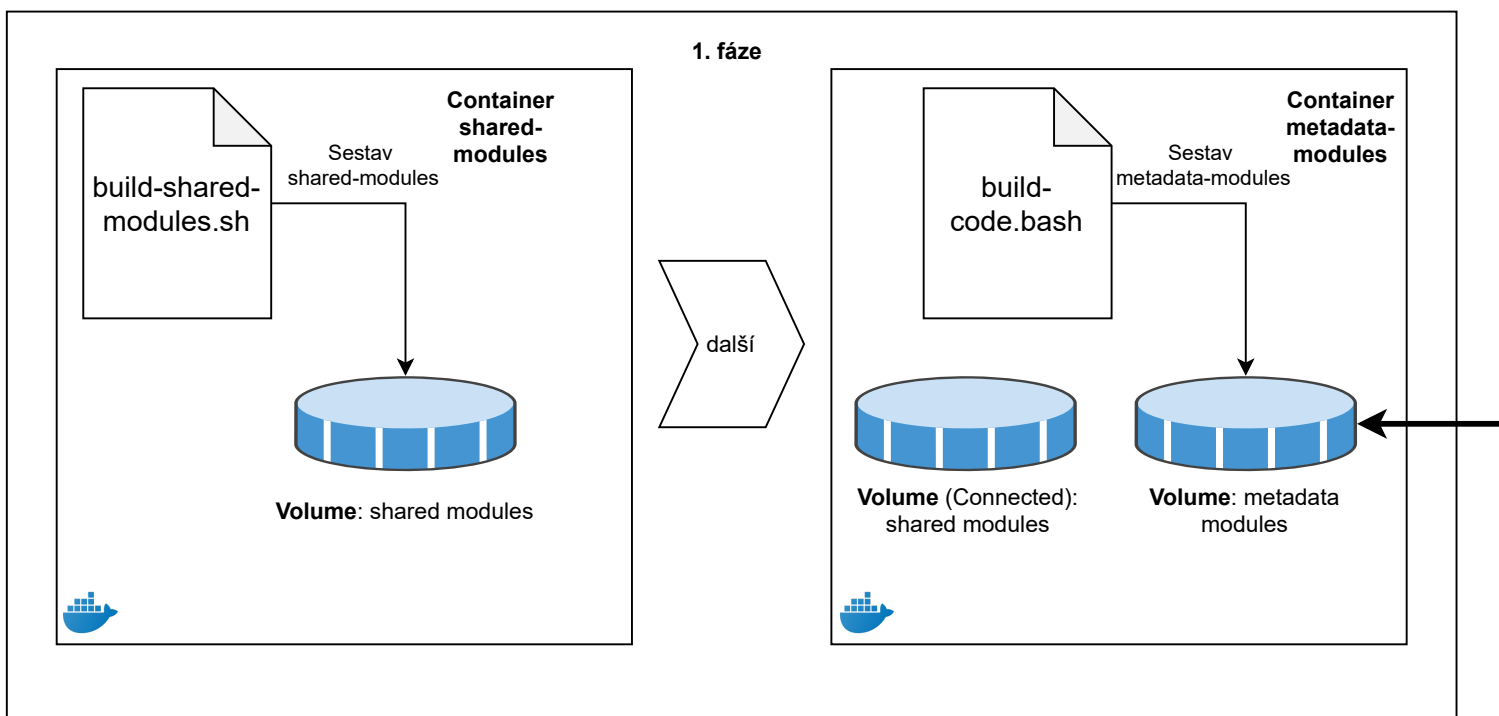 1. fáze
Container
shared-
modules
build-shared-
modules.sh
Sestav
shared-modules
Volume: shared modules
další
Container
metadata-
modules
build-
code.bash
Sestav
metadata-modules
Volume (Connected):
shared modules
Volume: metadata
modules